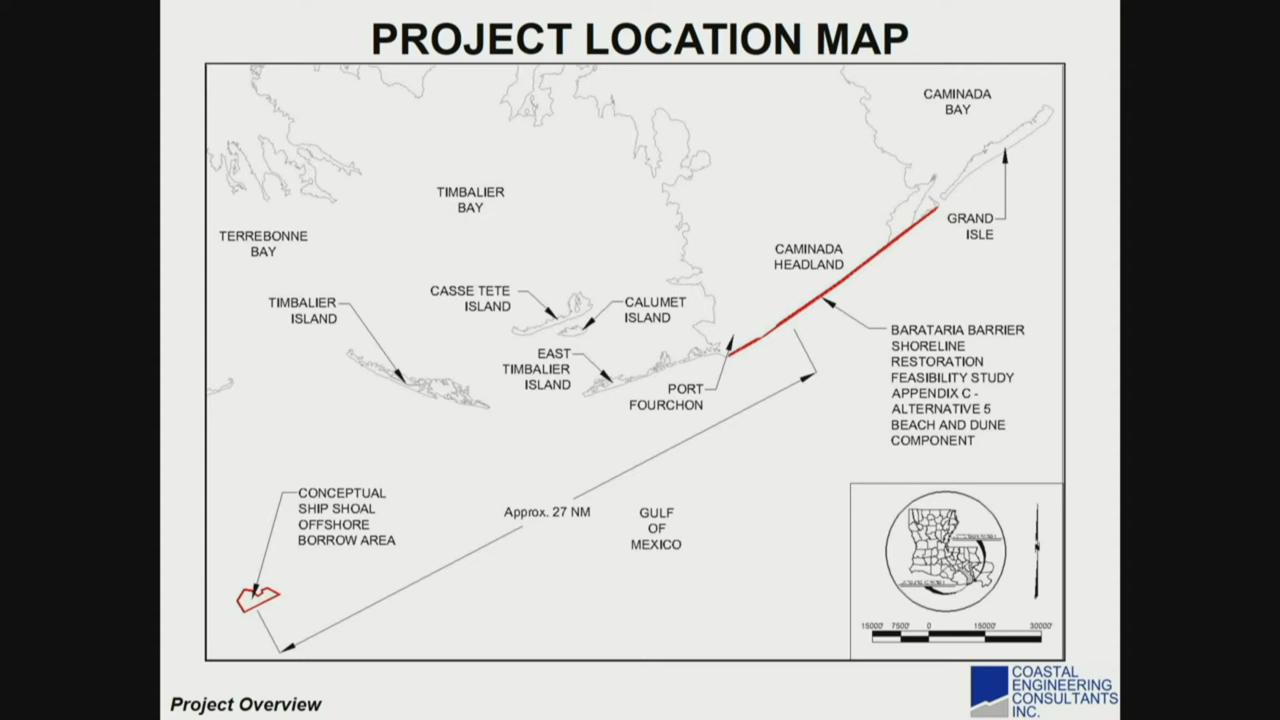 PROJECT LOCATION MAP
CAMINADA
BAY
TIMBALIER
BAY
TERREBONNE
BAY
GRAND
ISLE
CAMINADA
HEADLAND
CASSE TETE
ISLAND
CALUMET
ISLAND
TIMBALIER
ISLAND
EAST
TIMBALIER
ISLAND
PORT
FOURCHON
BARATARIA BARRIER
SHORELINE
RESTORATION
FEASIBILITY STUDY
APPENDIX C -
ALTERNATIVE 5
BEACH AND DUNE
COMPONENT
CONCEPTUAL
SHIP SHOAL
OFFSHORE
BORROW AREA
Approx. 27 NM
GULF
OF
MEXICO
15000' 7500' 0 15000' 30000'
Project Overview
COASTAL
ENGINEERING
CONSULTANTS
INC.